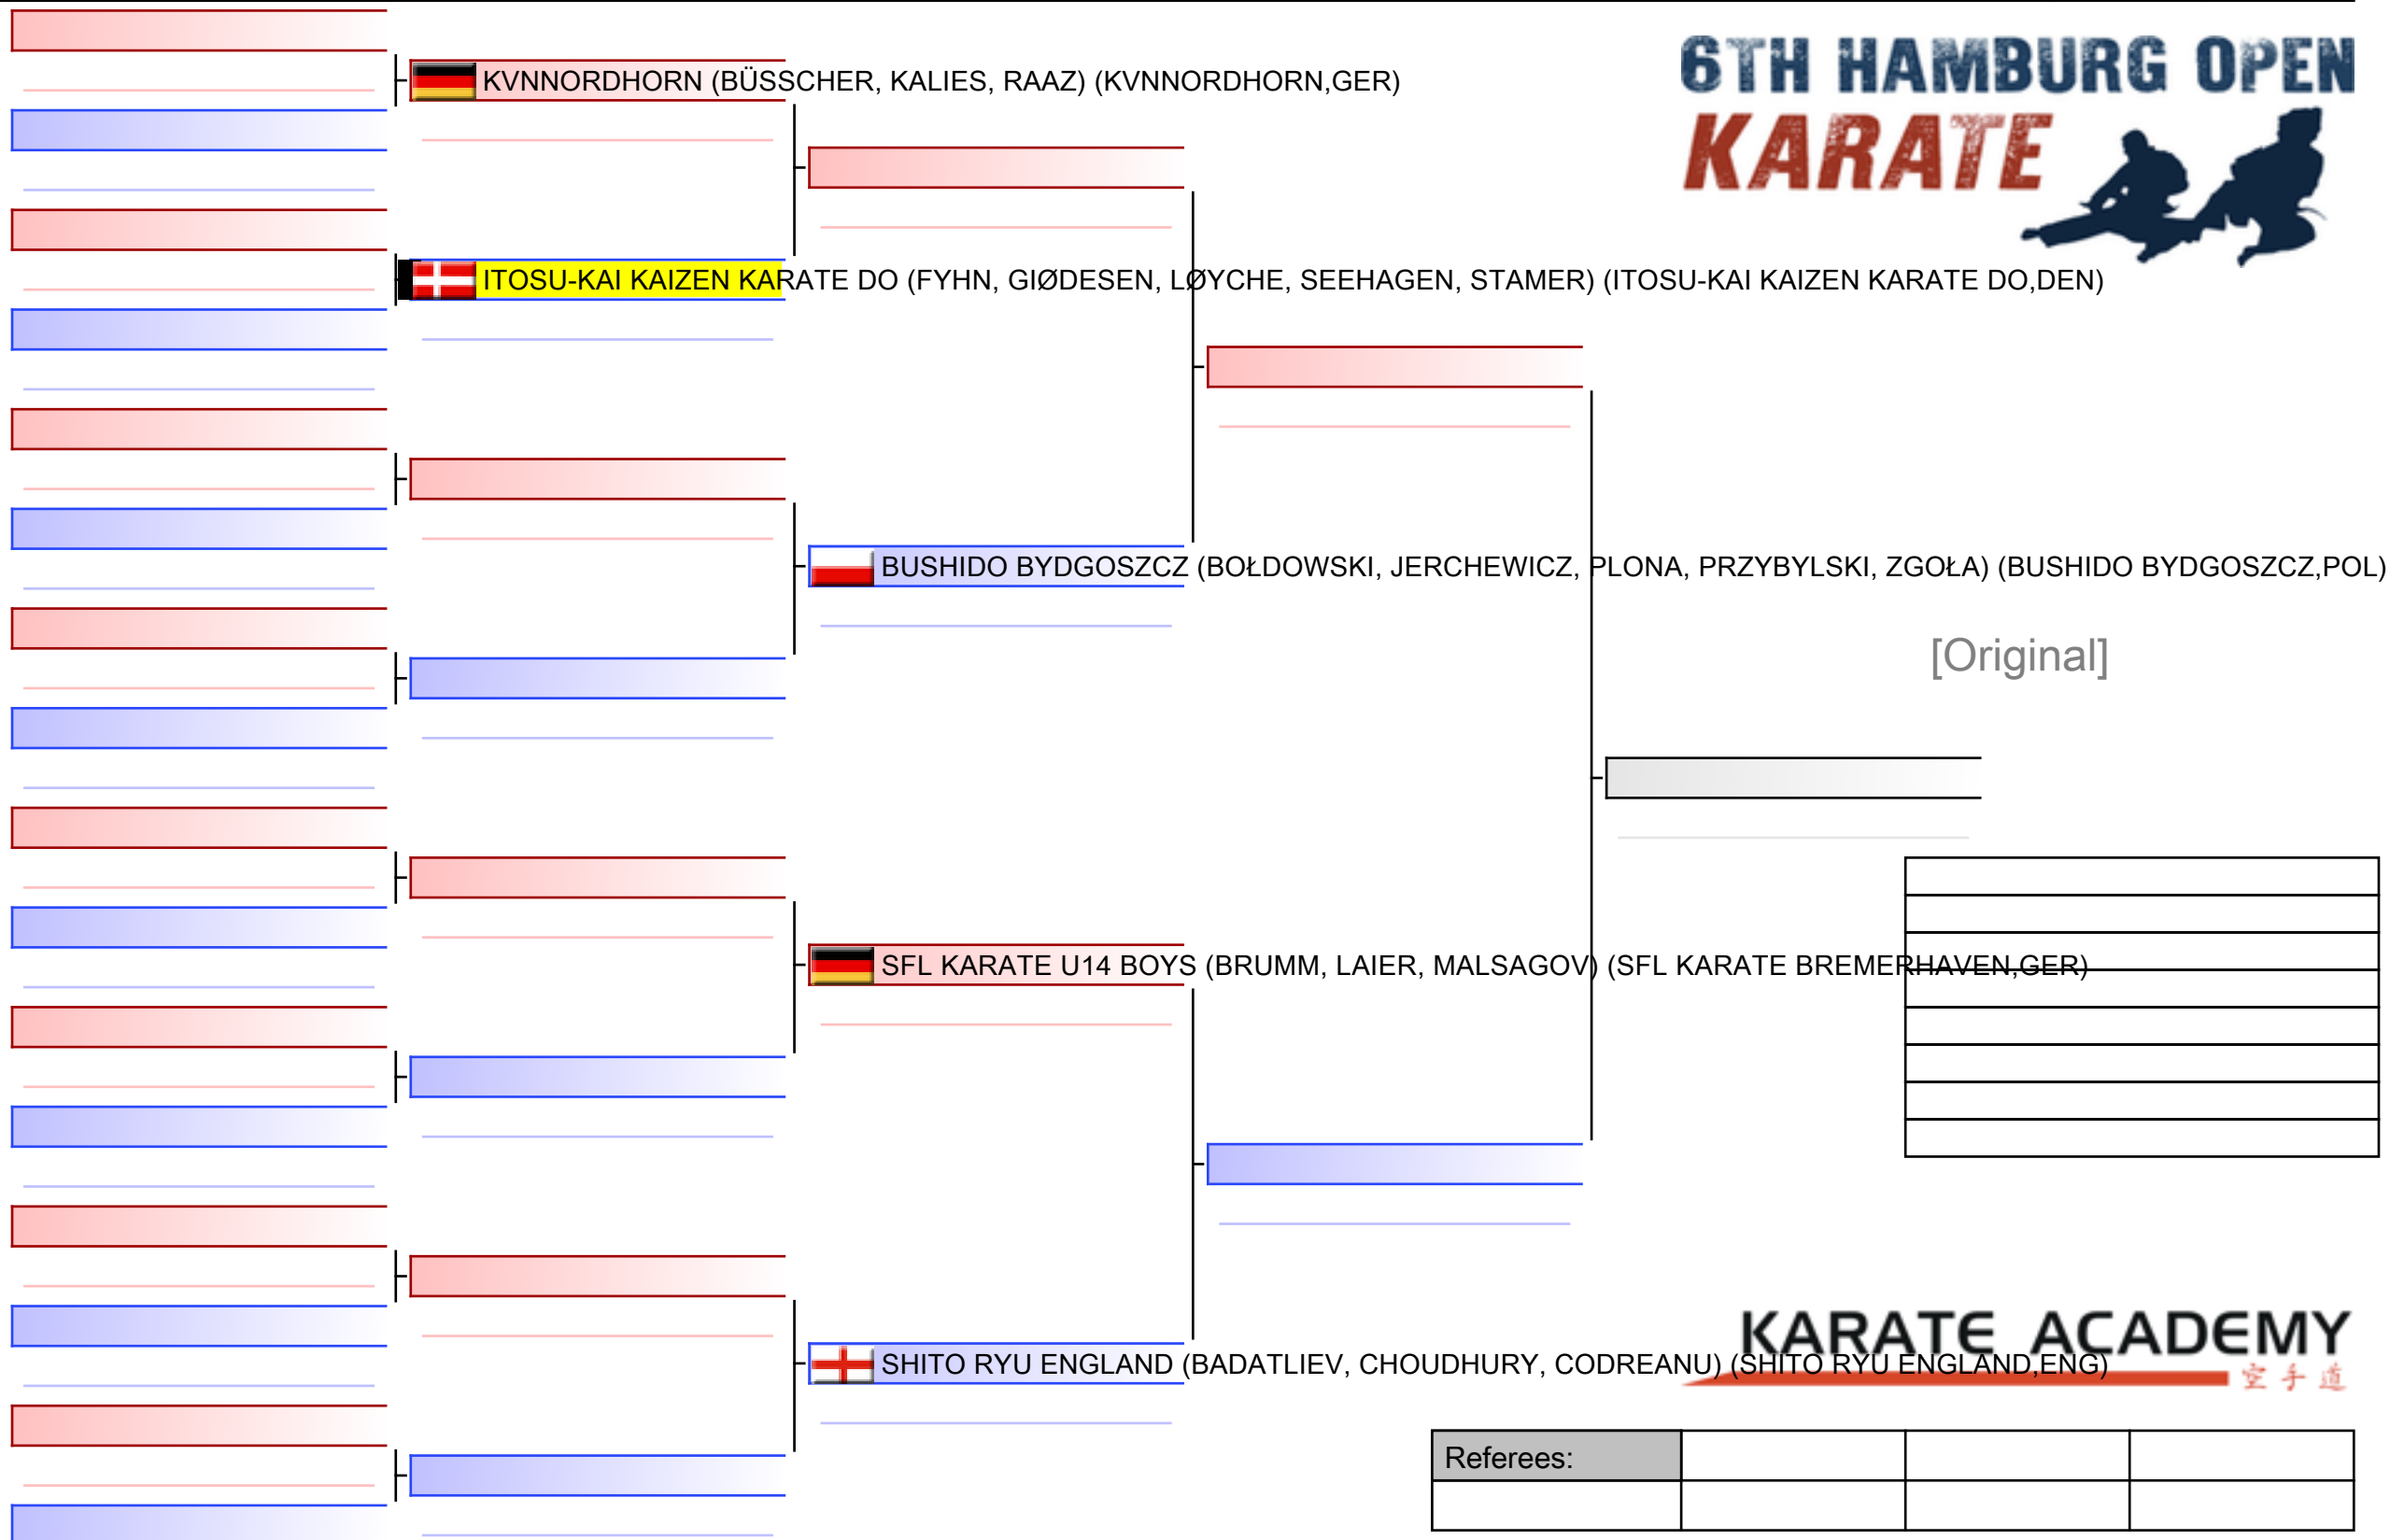 6TH HAMBURG OPEN
KARATE
KVNNORDHORN (BÜSSCHER, KALIES, RAAZ) (KVNNORDHORN,GER)
ITOSU-KAI KAIZEN KARATE DO (FYHN, GIØDESEN, LØYCHE, SEEHAGEN, STAMER) (ITOSU-KAI KAIZEN KARATE DO,DEN)
BUSHIDO BYDGOSZCZ (BOŁDOWSKI, JERCHEWICZ, PLONA, PRZYBYLSKI, ZGOŁA) (BUSHIDO BYDGOSZCZ,POL)
[Original]
SFL KARATE U14 BOYS (BRUMM, LAIER, MALSAGOV) (SFL KARATE BREMERHAVEN,GER)
KARATE ACADEMY
SHITO RYU ENGLAND (BADATLIEV, CHOUDHURY, CODREANU) (SHITO RYU ENGLAND,ENG)
空手道
Referees: